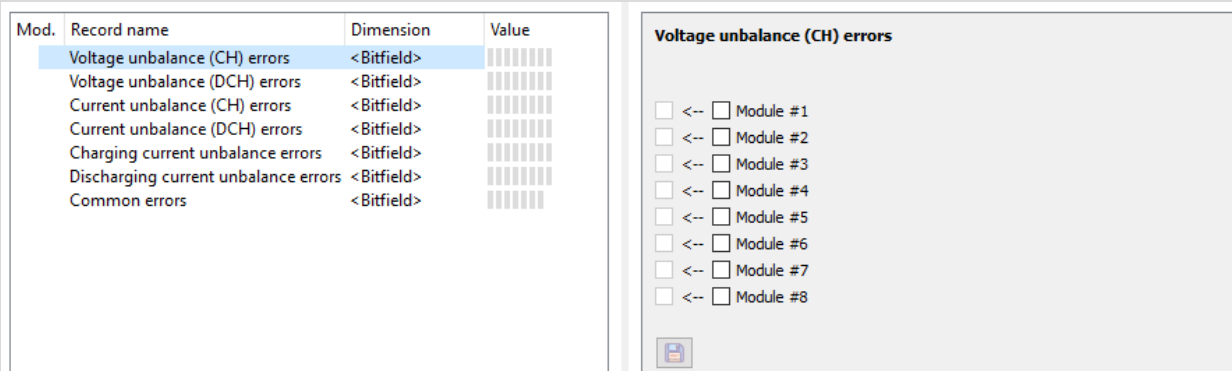 Mod. Record name Dimension Value
Voltage unbalance (CH) errors <Bitfield>
Voltage unbalance (DCH) errors <Bitfield>
Current unbalance (CH) errors <Bitfield>
Current unbalance (DCH) errors <Bitfield>
Charging current unbalance errors <Bitfield>
Discharging current unbalance errors <Bitfield>
Common errors <Bitfield>
Voltage unbalance (CH) errors
<-- Module #1
<-- Module #2
<-- Module #3
<-- Module #4
<-- Module #5
<-- Module #6
<-- Module #7
<-- Module #8